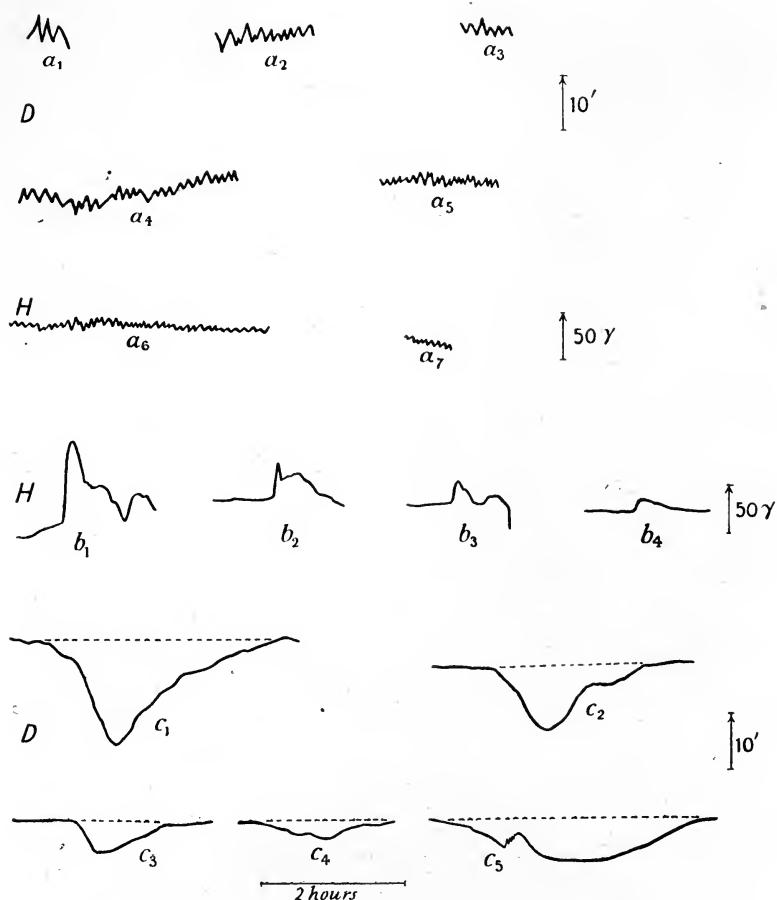 a₁ a₂ a₃
D 10′
a₄ a₅
H 50 γ
a₆ a₇
H 50 γ
b₁ b₂ b₃ b₄
c₁ c₂
D 10′
c₃ c₄ c₅
2 hours